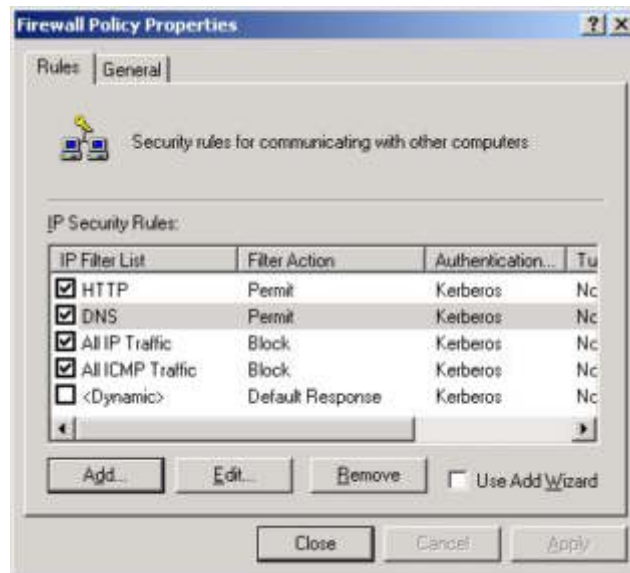 Firewall Policy Properties
Rules General
Security rules for communicating with other computers
IP Security Rules:
IP Filter List Filter Action Authentication... Tu
HTTP Permit Kerberos Nc
DNS Permit Kerberos Nc
All IP Traffic Block Kerberos Nc
All ICMP Traffic Block Kerberos Nc
<Dynamic> Default Response Kerberos Nc
Add... Edit... Remove Use Add Wizard
Close Cancel Apply